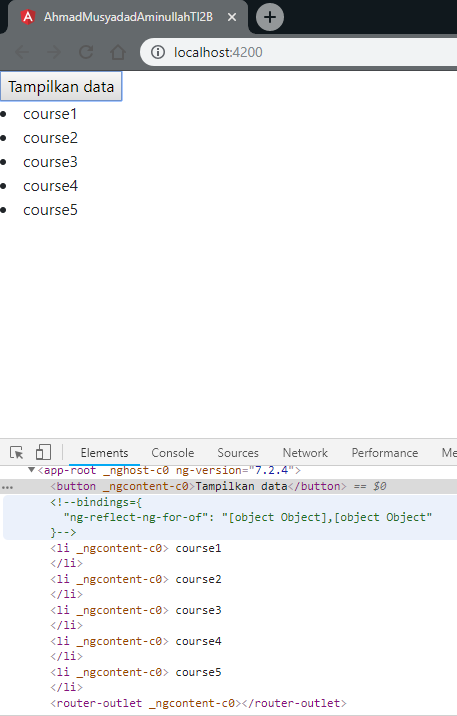 AhmadMusyadadAminullahTI2B
localhost:4200
Tampilkan data
course1
course2
course3
course4
course5
Elements Console Sources Network Performance Me
<app-root _nghost-c0 ng-version="7.2.4">
<button _ngcontent-c0>Tampilkan data</button> == $0
<!--bindings={
"ng-reflect-ng-for-of": "[object Object],[object Object"
}-->
<li _ngcontent-c0> course1
</li>
<li _ngcontent-c0> course2
</li>
<li _ngcontent-c0> course3
</li>
<li _ngcontent-c0> course4
</li>
<li _ngcontent-c0> course5
</li>
<router-outlet _ngcontent-c0></router-outlet>